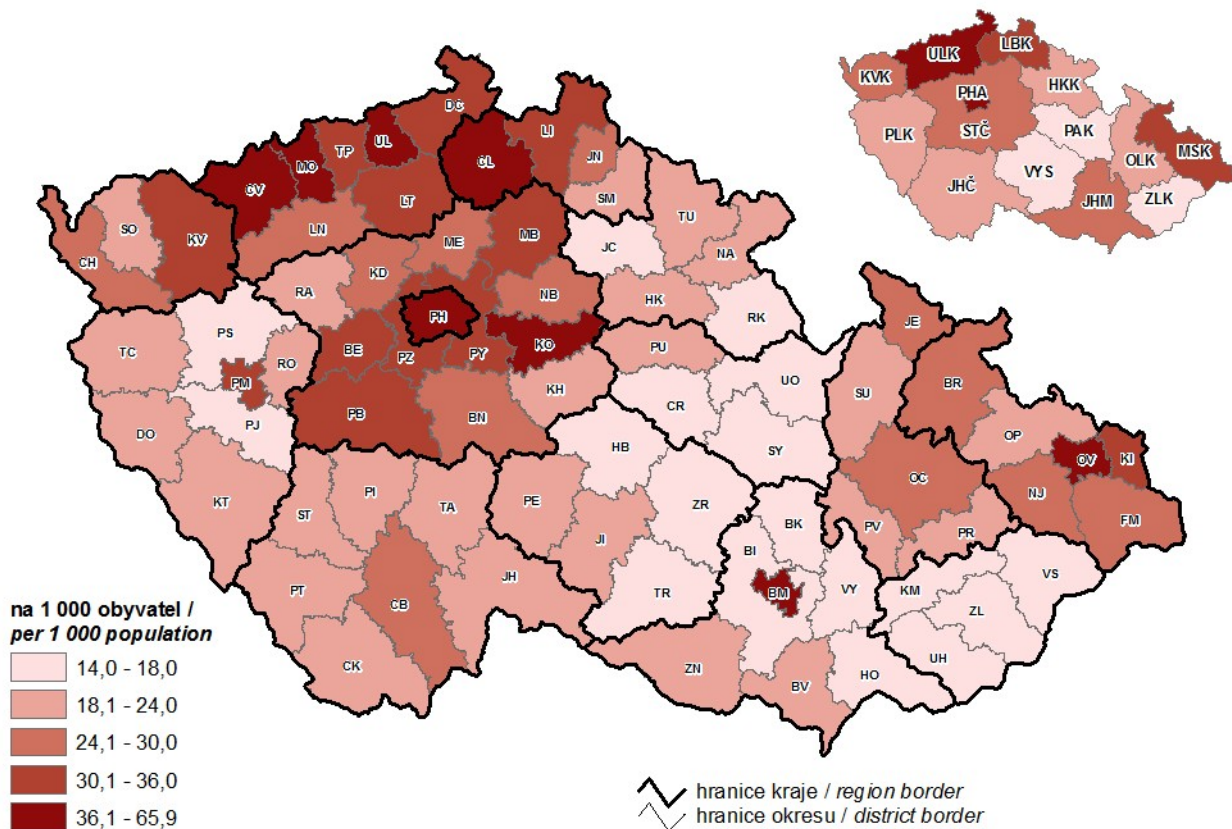 ULK
LBK
KVK
HKK
PHA
PAK
PLK
STČ
OLK
MSK
VYS
JHČ
JHM
ZLK
DČ
LI
UL
TP
MO
CL
JN
CV
LT
SM
SO
KV
LN
TU
CH
ME
MB
JC
NA
KD
RA
NB
HK
PH
RK
JE
PS
KO
TC
RO
BE
PZ
PY
PU
BR
PM
KH
UO
SU
PB
BN
CR
OP
DO
PJ
HB
SY
OV
KI
OC
NJ
KT
ST
PI
TA
PE
ZR
FM
BK
PV
PR
JI
BI
VS
PT
CB
JH
TR
BM
VY
KM
ZL
CK
ZN
BV
HO
UH
na 1 000 obyvatel /
per 1 000 population
14,0 - 18,0
18,1 - 24,0
24,1 - 30,0
30,1 - 36,0
36,1 - 65,9
hranice kraje / region border
hranice okresu / district border